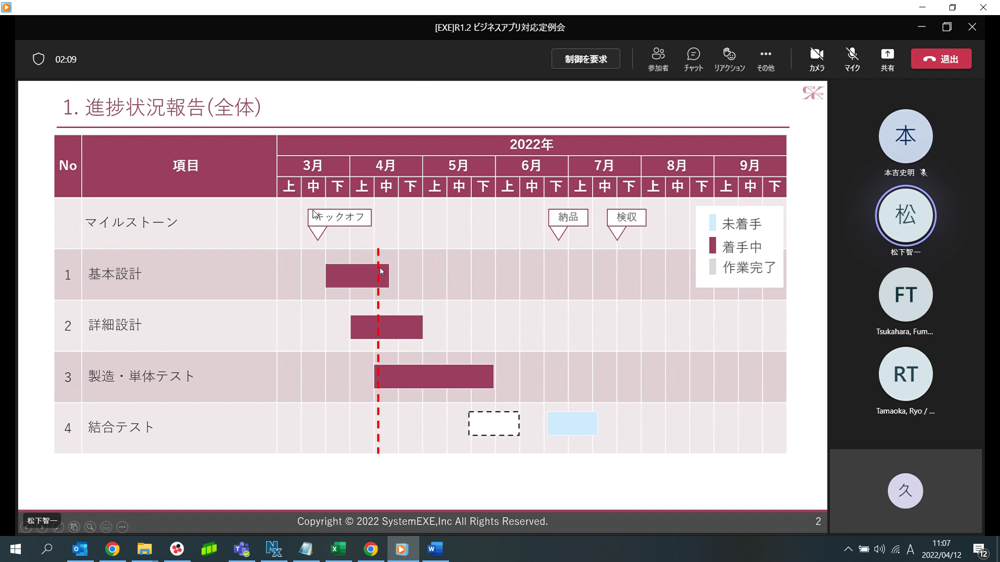 [EXE]R1.2 ビジネスアプリ対応定例会
02:09
制御を要求
参加者
チャット
リアクション
その他
カメラ
マイク
共有
退出
1. 進捗状況報告(全体)
No 項目 2022年
3月 4月 5月 6月 7月 8月 9月
上 中 下 上 中 下 上 中 下 上 中 下 上 中 下 上 中 下 上 中 下
マイルストーン
キックオフ
納品
検収
未着手
着手中
作業完了
1 基本設計
2 詳細設計
3 製造・単体テスト
4 結合テスト
Copyright © 2022 SystemEXE,Inc All Rights Reserved.
2
松下智一
本
本吉史明
松
松下智一
FT
Tsukahara, Fum...
RT
Tamaoka, Ryo / ...
久
A
11:07
2022/04/12
12